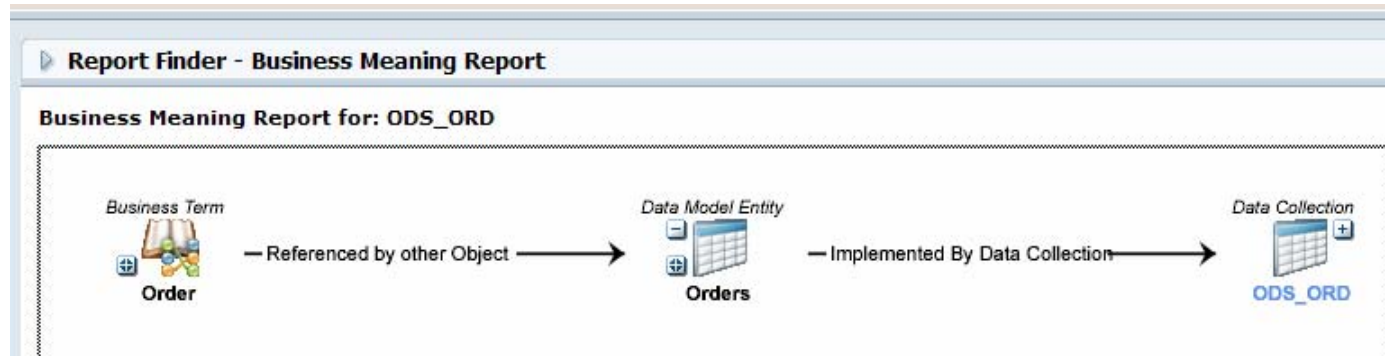 Report Finder - Business Meaning Report
Business Meaning Report for: ODS_ORD
Business Term
Data Model Entity
Data Collection
Referenced by other Object
Implemented By Data Collection
Order
Orders
ODS_ORD